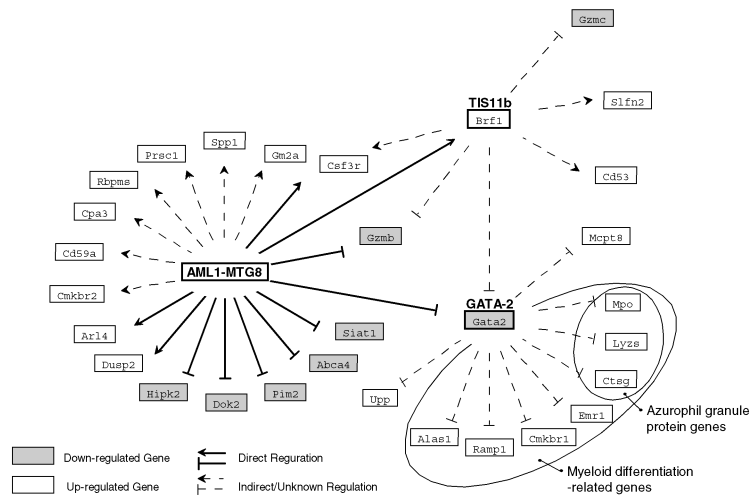 Gzmc
TIS11b
Brf1
Slfn2
Cd53
Spp1
Prsc1
Gm2a
Csf3r
Rbpms
Cpa3
Gzmb
Mcpt8
Cd59a
AML1-MTG8
Cmkbr2
GATA-2
Gata2
Mpo
Arl4
Siat1
Lyzs
Dusp2
Abca4
Ctsg
Hipk2
Dok2
Pim2
Upp
Emr1
Azurophil granule
protein genes
Alas1
Ramp1
Cmkbr1
Myeloid differentiation
-related genes
Down-regulated Gene
Direct Reguration
Up-regulated Gene
Indirect/Unknown Regulation